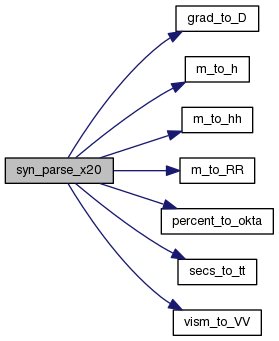 grad_to_D
m_to_h
m_to_hh
syn_parse_x20
m_to_RR
percent_to_okta
secs_to_tt
vism_to_VV